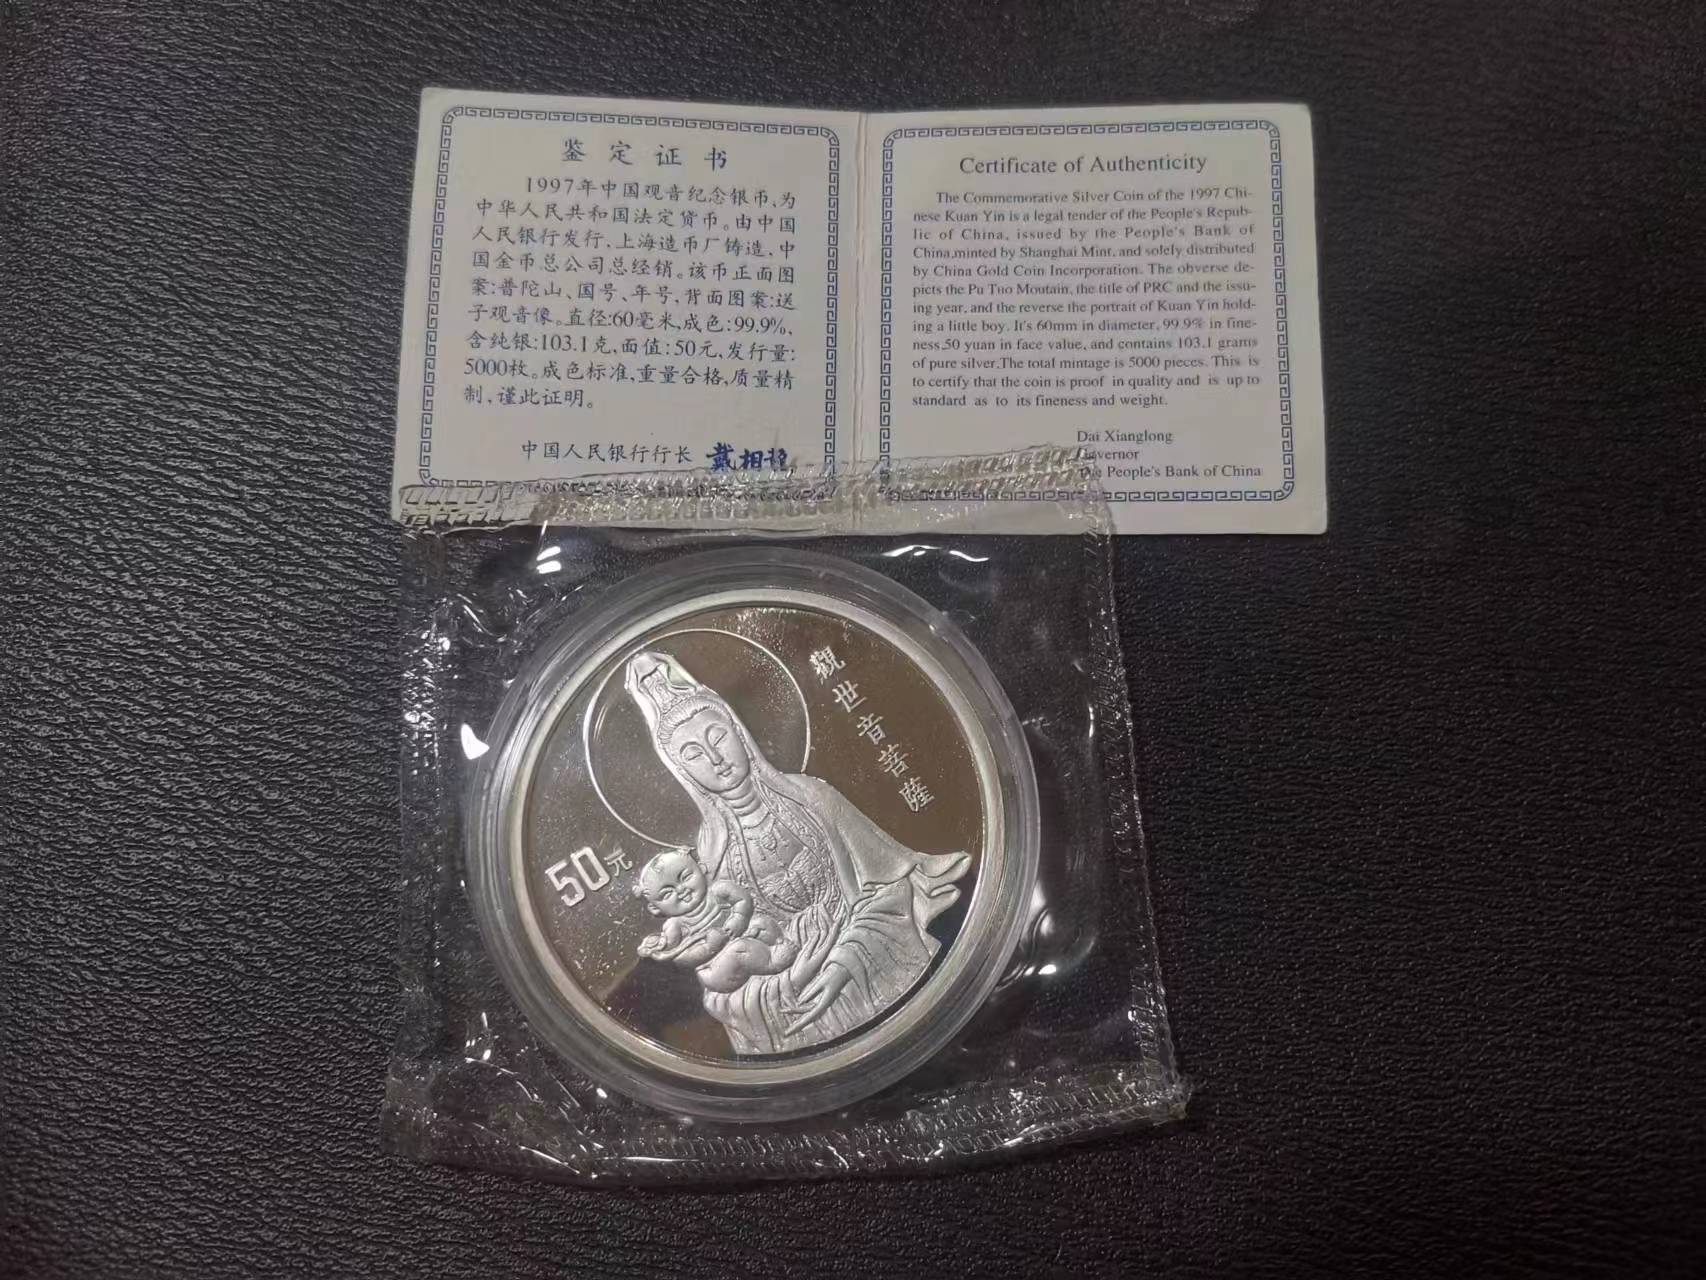 鉴定证书
1997年中国观音纪念银币,为
中华人民共和国法定货币。由中国
人民银行发行,上海造币厂铸造,中
国金币总公司总经销。该币正面图
案:普陀山、国号、年号,背面图案:送
子观音像。直径:60毫米,成色:99.9%,
含纯银:103.1克,面值:50元,发行量:
5000枚。成色标准,重量合格,质量精
制,谨此证明。
中国人民银行行长 戴相龙
Certificate of Authenticity
The Commemorative Silver Coin of the 1997 Chi-
nese Kuan Yin is a legal tender of the People's Repub-
lic of China, issued by the People's Bank of
China,minted by Shanghai Mint, and solely distributed
by China Gold Coin Incorporation. The obverse de-
picts the Pu Tuo Moutain, the title of PRC and the issu-
ing year, and the reverse the portrait of Kuan Yin hold-
ing a little boy. It's 60mm in diameter, 99.9% in fine-
ness,50 yuan in face value, and contains 103.1 grams
of pure silver.The total mintage is 5000 pieces. This is
to certify that the coin is proof in quality and is up to
standard as to its fineness and weight.
Dai Xianglong
Governor
The People's Bank of China
觀世音菩薩
50元